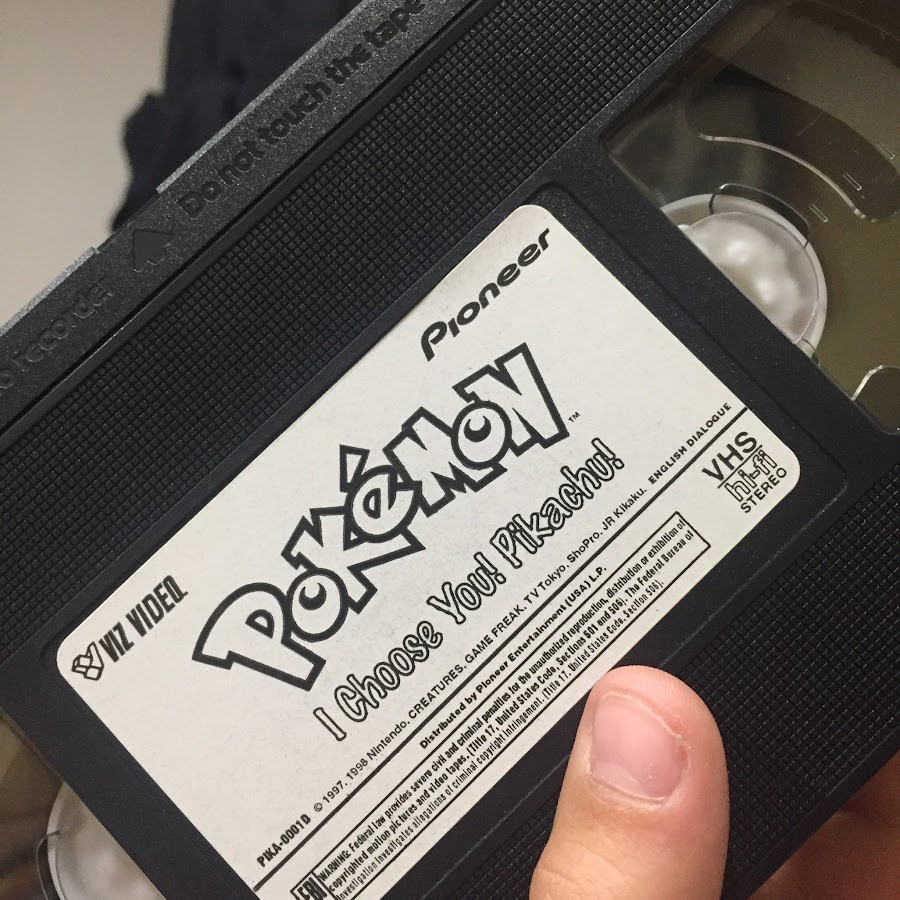 Do not touch the tape
recorder
Pioneer
VIZ VIDEO
POKéMON™
I Choose You! Pikachu!
PIKA-0001D © 1997, 1998 Nintendo, CREATURES, GAME FREAK, TV Tokyo, ShoPro, JR Kikaku. ENGLISH DIALOGUE
Distributed by Pioneer Entertainment (USA) L.P.
VHS
hi-fi
STEREO
FBI WARNING: Federal law provides severe civil and criminal penalties for the unauthorized reproduction, distribution or exhibition of
copyrighted motion pictures and video tapes. (Title 17, United States Code, Sections 501 and 506). The Federal Bureau of
Investigation investigates allegations of criminal copyright infringement. (Title 17, United States Code, Section 506).